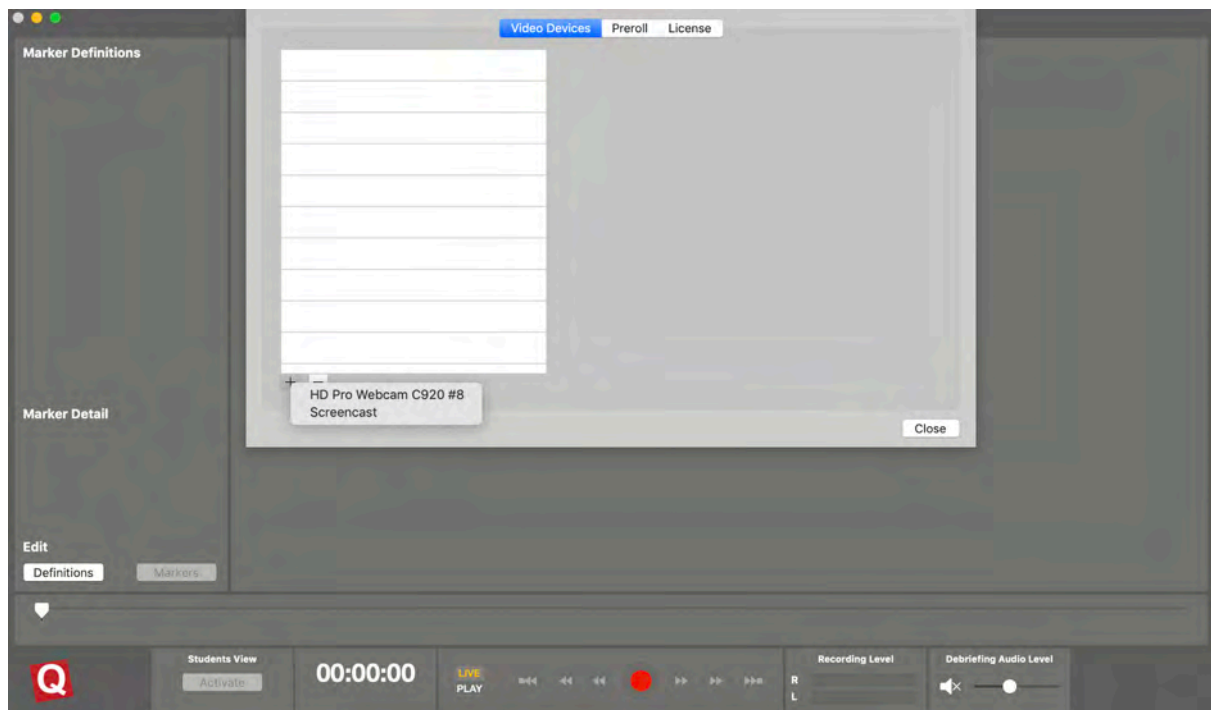 Video Devices Preroll License
Marker Definitions
+ −
HD Pro Webcam C920 #8
Screencast
Marker Detail
Close
Edit
Definitions Markers
Students View
Activate
00:00:00
LIVE
PLAY
Recording Level
R
L
Debriefing Audio Level
Q